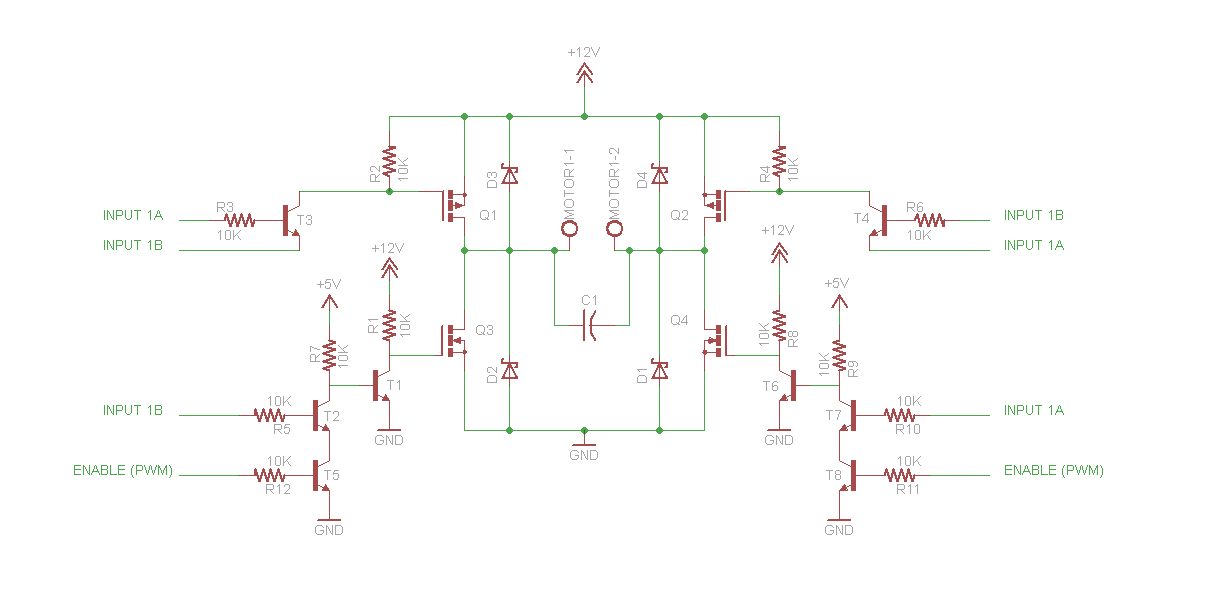 +12V
MOTOR1-1
MOTOR1-2
R2
10K
D3
D4
R4
10K
INPUT 1A
R3
10K
T3
Q1
Q2
T4
R6
10K
INPUT 1B
INPUT 1B
INPUT 1A
+12V
+12V
+5V
+5V
R1
10K
Q3
C1
Q4
10K
R8
R7
10K
10K
R9
D2
D1
T1
T6
INPUT 1B
10K
R5
T2
GND
GND
T7
10K
R10
INPUT 1A
GND
ENABLE (PWM)
10K
R12
T5
T8
10K
R11
ENABLE (PWM)
GND
GND